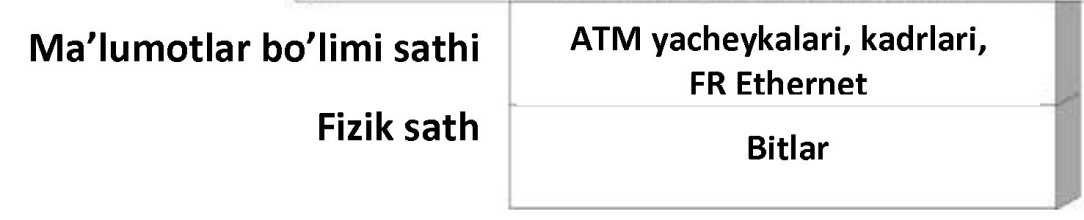 Ma’lumotlar bo’limi sathi
ATM yacheykalari, kadrlari,
FR Ethernet
Fizik sath
Bitlar